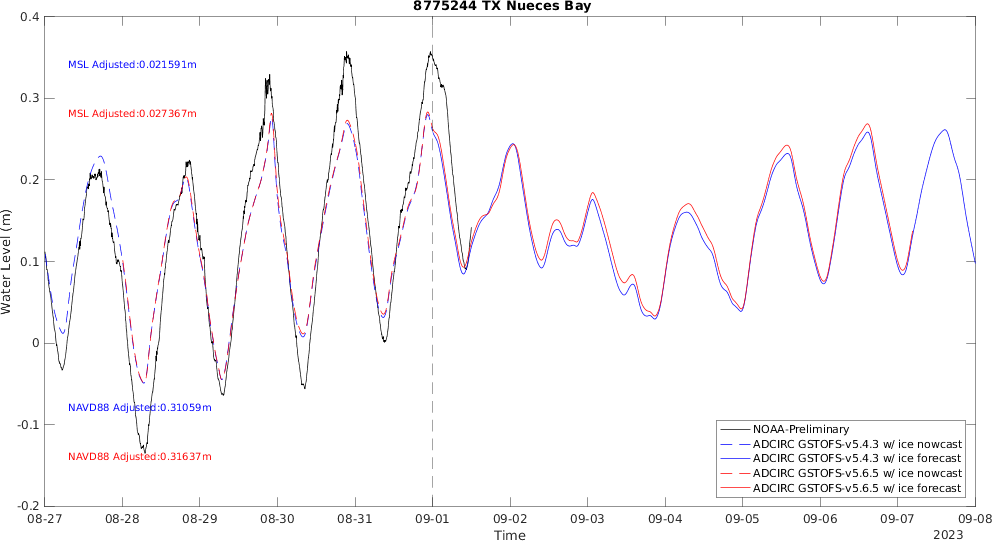 8775244 TX Nueces Bay
0.4
0.3
0.2
0.1
0
-0.1
-0.2
Water Level (m)
MSL Adjusted:0.021591m
MSL Adjusted:0.027367m
NAVD88 Adjusted:0.31059m
NAVD88 Adjusted:0.31637m
NOAA-Preliminary
ADCIRC GSTOFS-v5.4.3 w/ ice nowcast
ADCIRC GSTOFS-v5.4.3 w/ ice forecast
ADCIRC GSTOFS-v5.6.5 w/ ice nowcast
ADCIRC GSTOFS-v5.6.5 w/ ice forecast
08-27 08-28 08-29 08-30 08-31 09-01 09-02 09-03 09-04 09-05 09-06 09-07 09-08
Time
2023